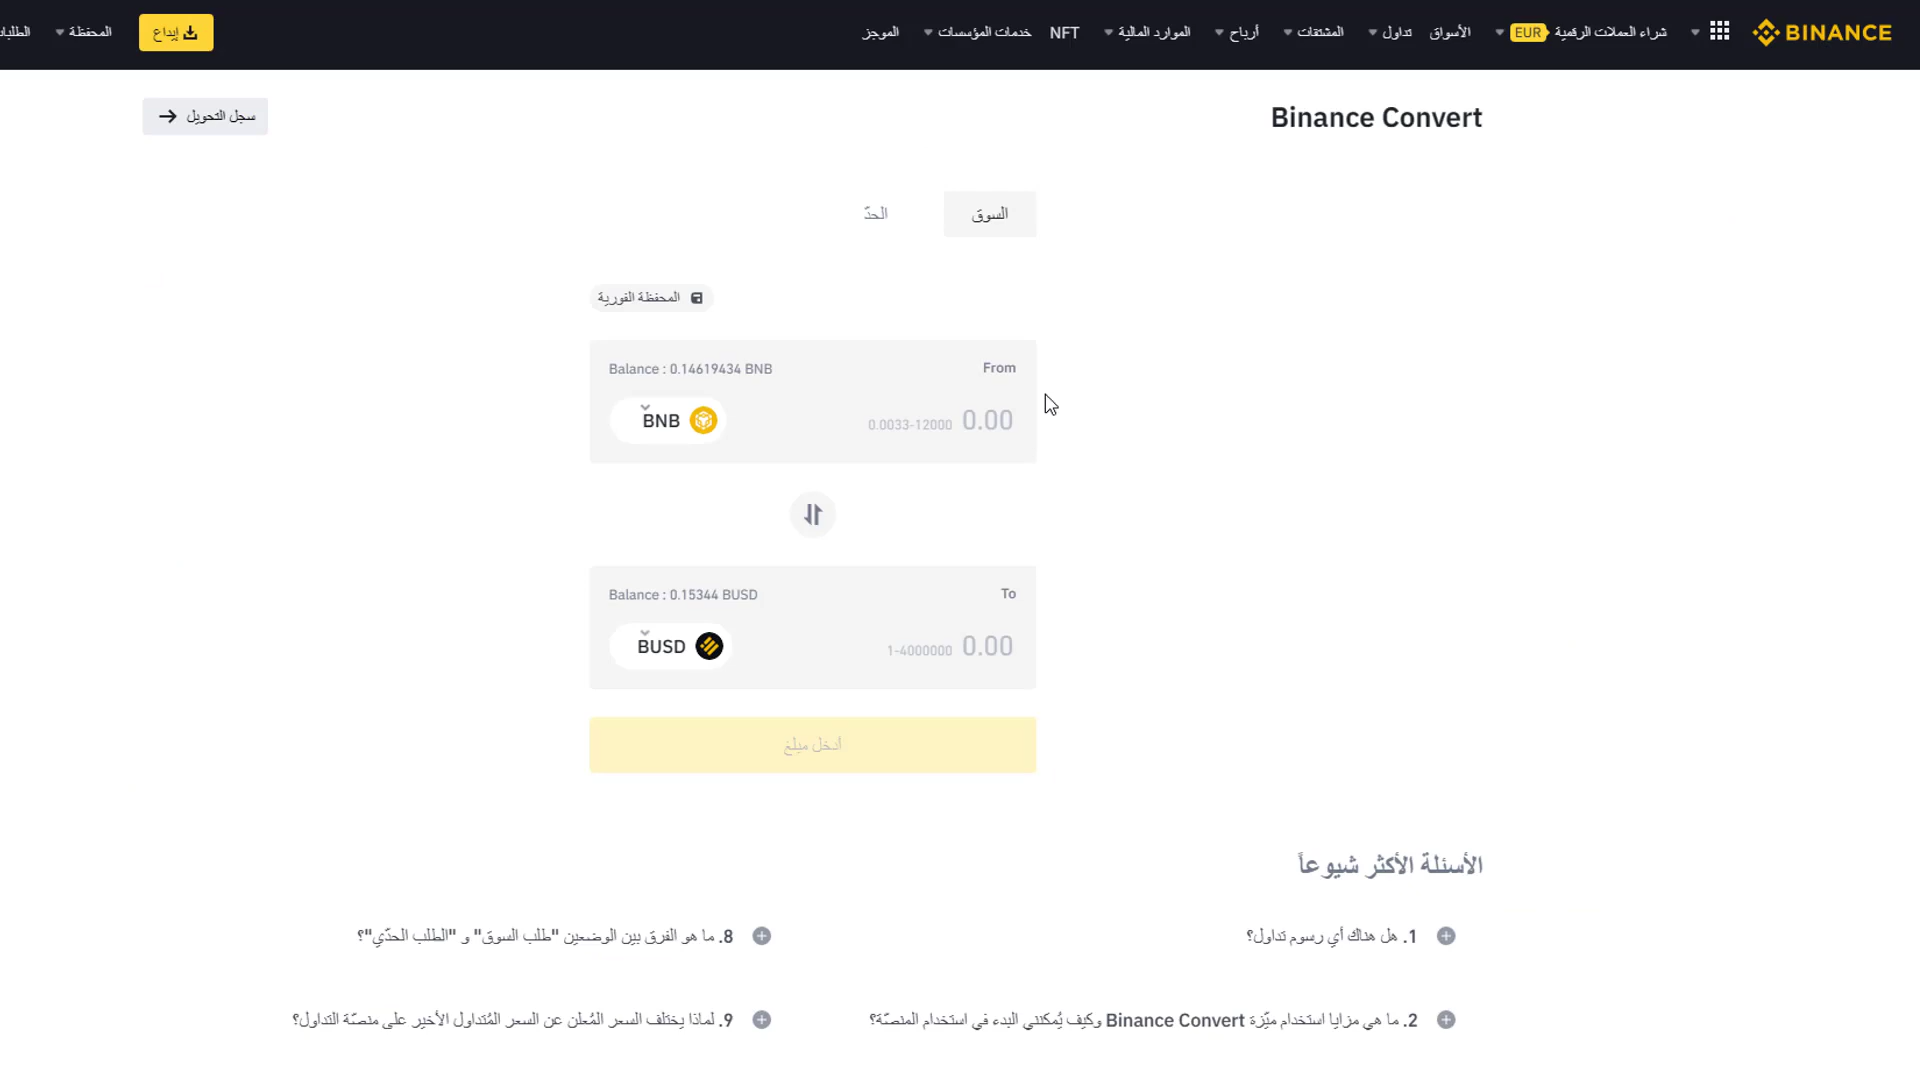 BINANCE
شراء العملات الرقمية EUR
الأسواق
تداول
المشتقات
أرباح
الموارد المالية
NFT
خدمات المؤسسات
الموجز
إيداع
المحفظة
Binance Convert
سجل التحويل
السوق
الحدّ
المحفظة الفورية
From
Balance : 0.14619434 BNB
0.00
0.0033-12000
BNB
To
Balance : 0.15344 BUSD
0.00
1-4000000
BUSD
أدخل مبلغ
الأسئلة الأكثر شيوعاً
1. هل هناك أي رسوم تداول؟
8. ما هو الفرق بين الوضعين "طلب السوق" و "الطلب الحدّي"؟
2. ما هي مزايا استخدام ميّزة Binance Convert وكيف يُمكنني البدء في استخدام المنصّة؟
9. لماذا يختلف السعر المُعلن عن السعر المُتداول الأخير على منصّة التداول؟